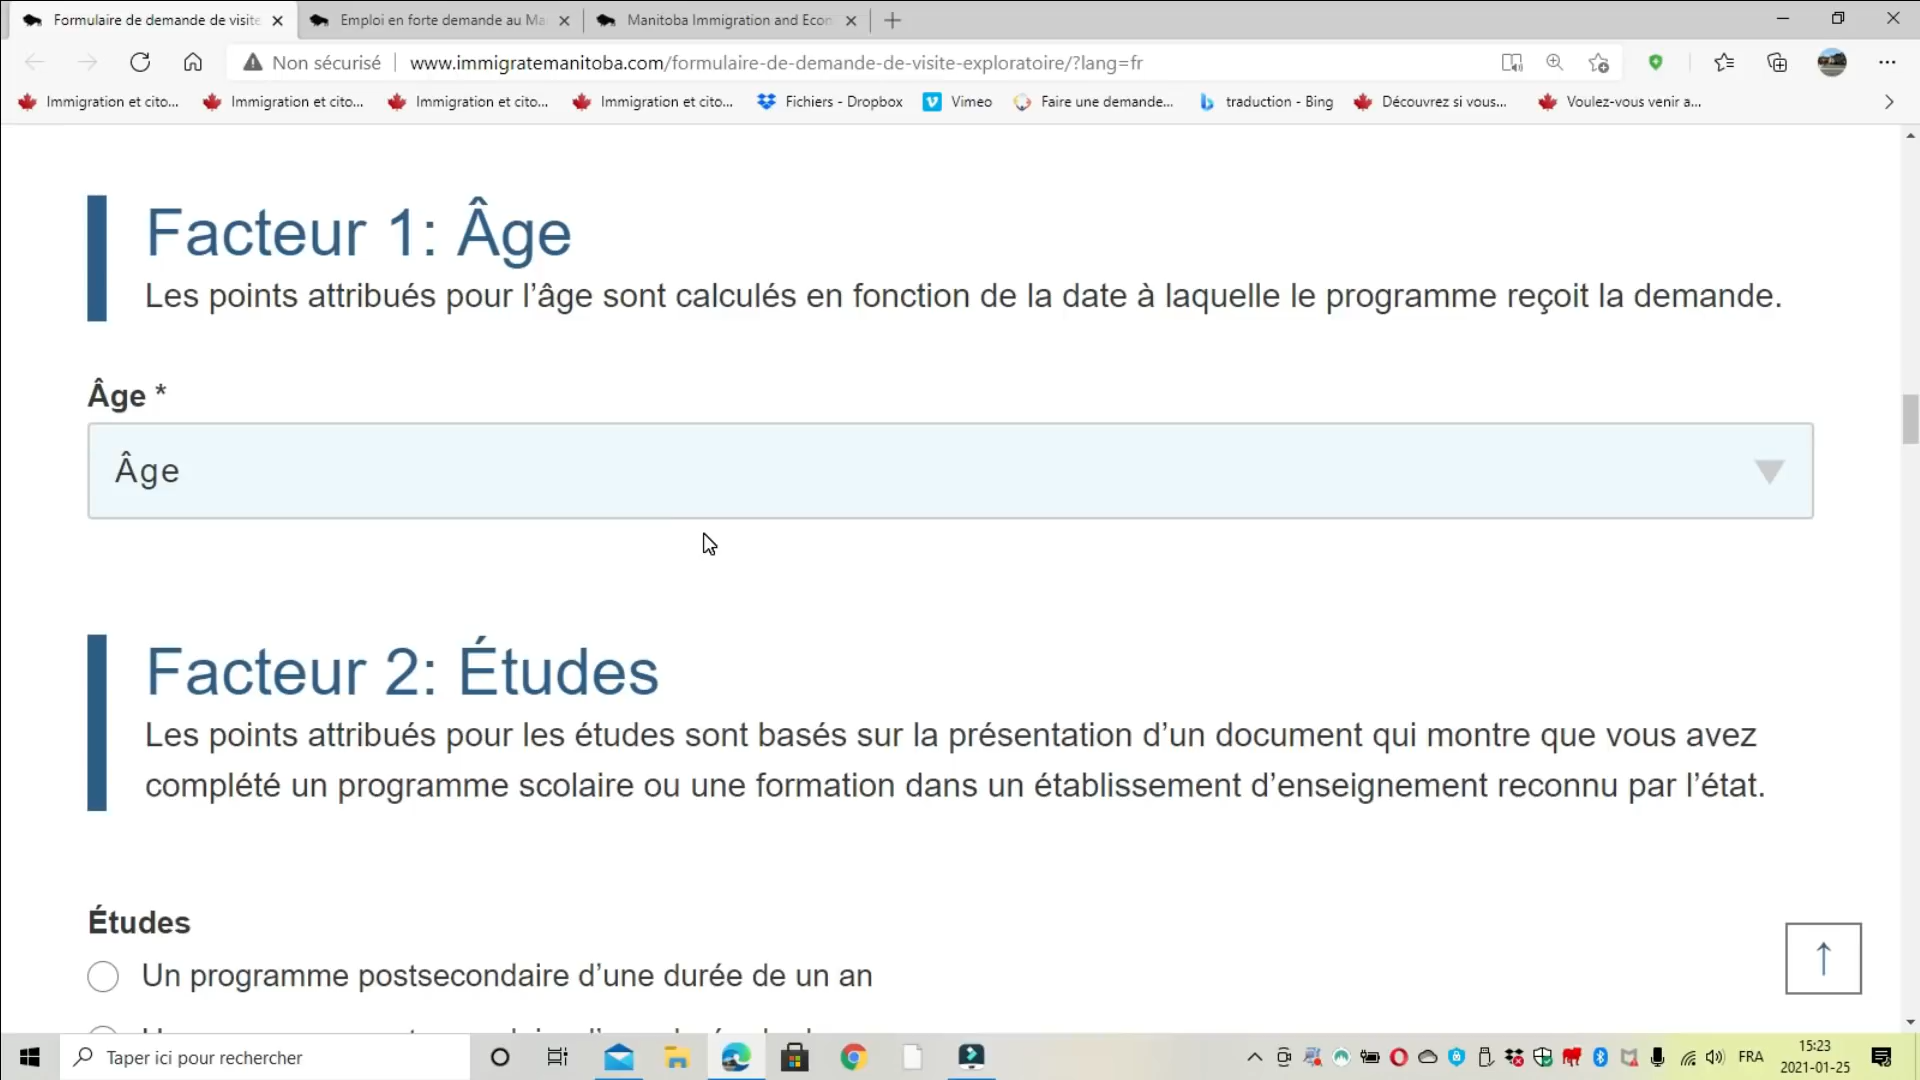 Formulaire de demande de visite
Emploi en forte demande au Ma
Manitoba Immigration and Econ
Non sécurisé
www.immigratemanitoba.com/formulaire-de-demande-de-visite-exploratoire/?lang=fr
Immigration et cito...
Immigration et cito...
Immigration et cito...
Immigration et cito...
Fichiers - Dropbox
Vimeo
Faire une demande...
traduction - Bing
Découvrez si vous...
Voulez-vous venir a...
Facteur 1: Âge
Les points attribués pour l’âge sont calculés en fonction de la date à laquelle le programme reçoit la demande.
Âge *
Âge
Facteur 2: Études
Les points attribués pour les études sont basés sur la présentation d’un document qui montre que vous avez
complété un programme scolaire ou une formation dans un établissement d’enseignement reconnu par l’état.
Études
Un programme postsecondaire d’une durée de un an
Taper ici pour rechercher
FRA
15:23
2021-01-25